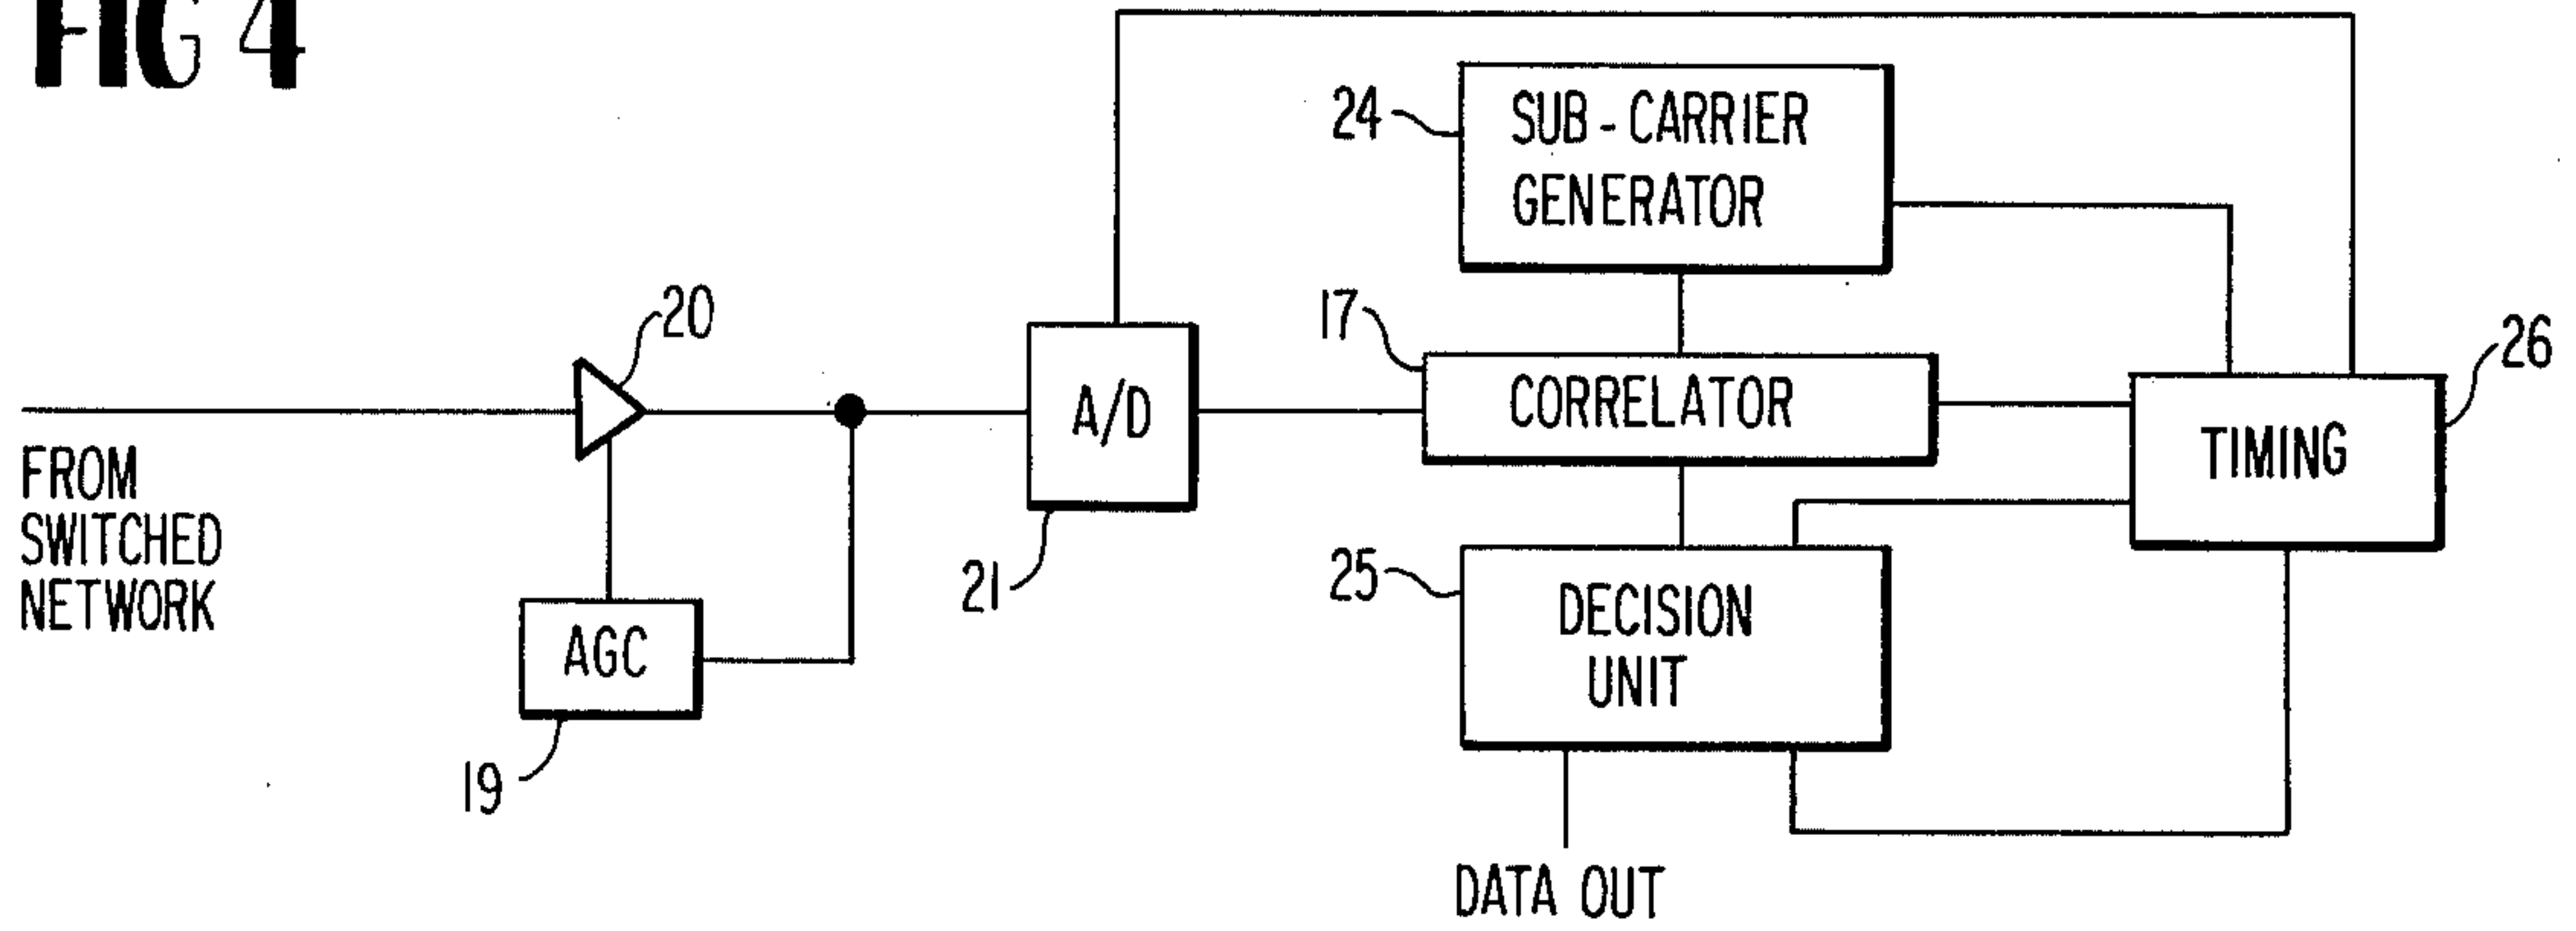 FIG 4
24
SUB-CARRIER
GENERATOR
20
17
26
A/D
CORRELATOR
TIMING
FROM
SWITCHED
NETWORK
21
25
DECISION
UNIT
AGC
19
DATA OUT